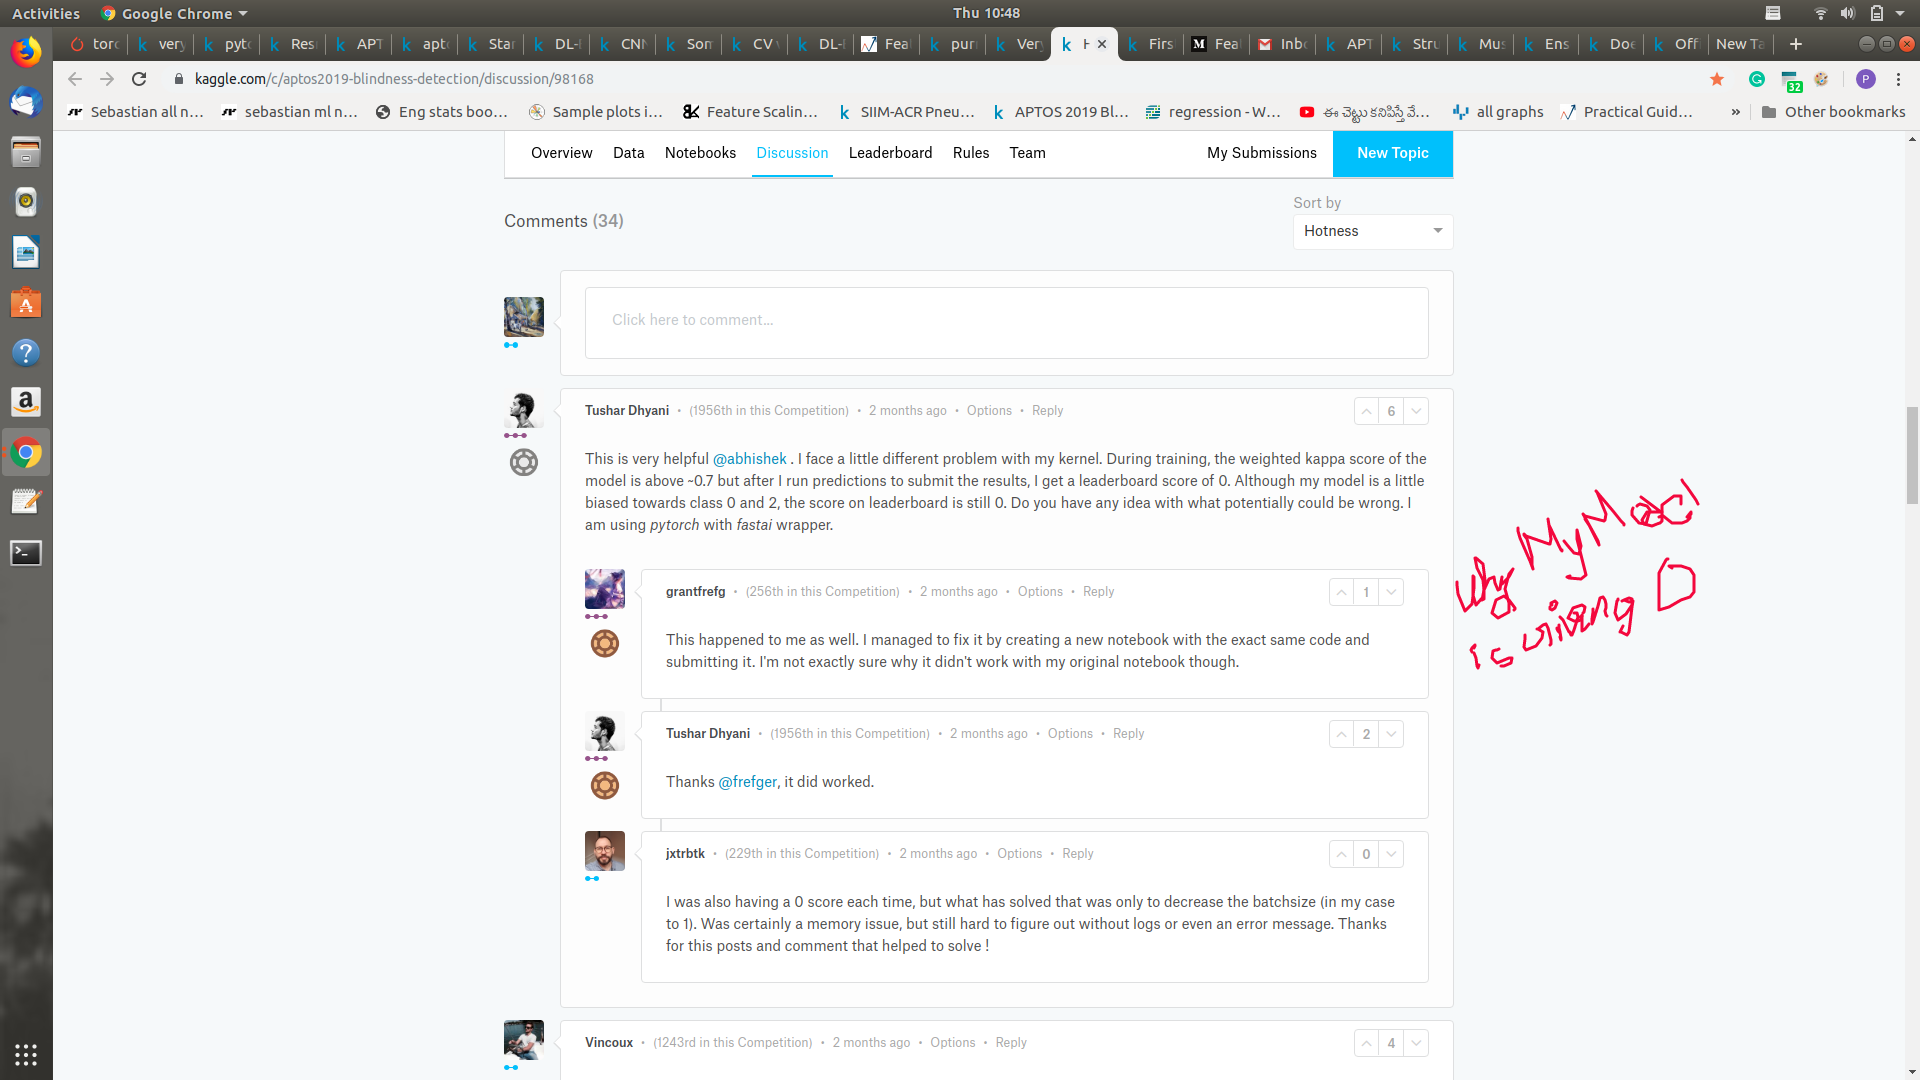 Activities
Google Chrome
Thu 10:48
torc
very
pyto
Res
APT
apto
Star
DL-
CNN
Som
CV
DL-
Fea
purr
Very
Firs
Fea
Inb
APT
Stru
Mus
Ens
Doe
Off
New Ta
kaggle.com/c/aptos2019-blindness-detection/discussion/98168
32
P
Sebastian all n...
sebastian ml n...
Eng stats boo...
Sample plots i...
Feature Scalin...
SIIM-ACR Pneu...
APTOS 2019 Bl...
regression - W...
ఈ చెట్టు కనిపిస్తే వే...
all graphs
Practical Guid...
»
Other bookmarks
Overview Data Notebooks Discussion Leaderboard Rules Team My Submissions New Topic
Sort by
Comments (34)
Hotness
Click here to comment...
Tushar Dhyani • (1956th in this Competition) • 2 months ago • Options • Reply
6
This is very helpful @abhishek . I face a little different problem with my kernel. During training, the weighted kappa score of the
model is above ~0.7 but after I run predictions to submit the results, I get a leaderboard score of 0. Although my model is a little
biased towards class 0 and 2, the score on leaderboard is still 0. Do you have any idea with what potentially could be wrong. I
am using pytorch with fastai wrapper.
why My Model
is giving 0
grantfrefg • (256th in this Competition) • 2 months ago • Options • Reply
1
This happened to me as well. I managed to fix it by creating a new notebook with the exact same code and
submitting it. I'm not exactly sure why it didn't work with my original notebook though.
Tushar Dhyani • (1956th in this Competition) • 2 months ago • Options • Reply
2
Thanks @frefger, it did worked.
jxtrbtk • (229th in this Competition) • 2 months ago • Options • Reply
0
I was also having a 0 score each time, but what has solved that was only to decrease the batchsize (in my case
to 1). Was certainly a memory issue, but still hard to figure out without logs or even an error message. Thanks
for this posts and comment that helped to solve !
Vincoux • (1243rd in this Competition) • 2 months ago • Options • Reply
4